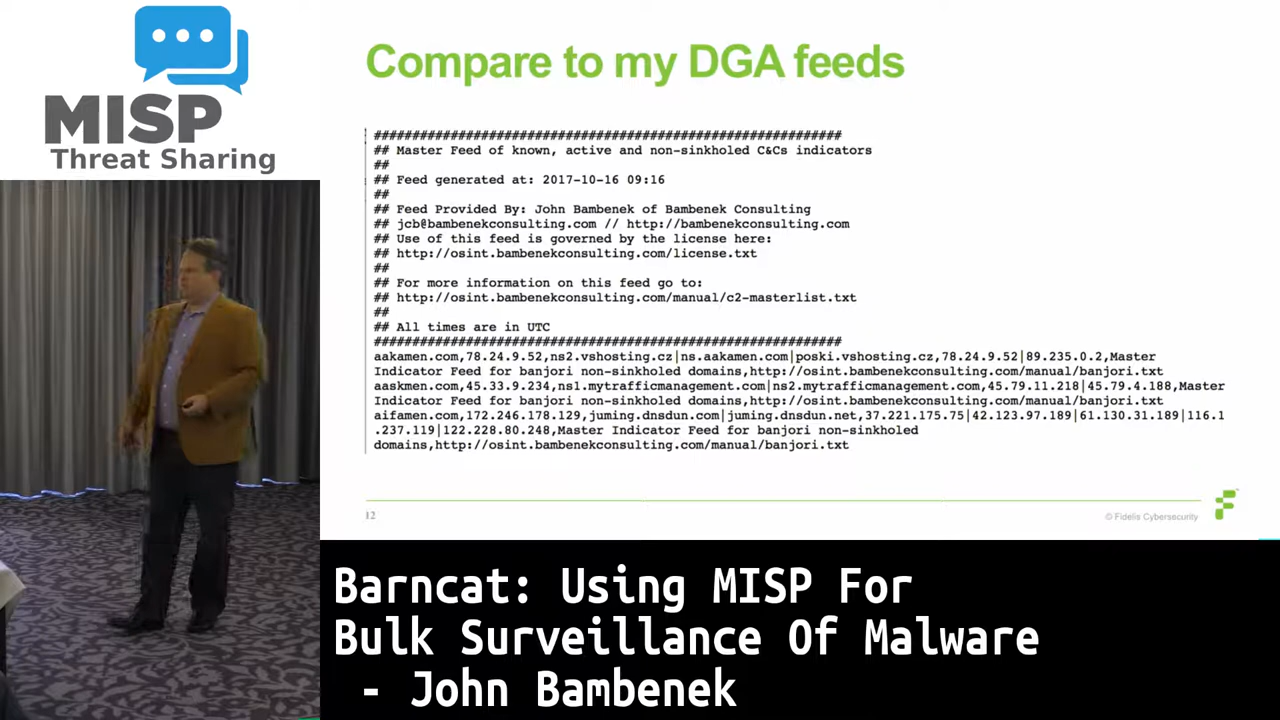 MISP
Threat Sharing
Compare to my DGA feeds
##############################################################
## Master Feed of known, active and non-sinkholed C&Cs indicators
##
## Feed generated at: 2017-10-16 09:16
##
## Feed Provided By: John Bambenek of Bambenek Consulting
## jcb@bambenekconsulting.com // http://bambenekconsulting.com
## Use of this feed is governed by the license here:
## http://osint.bambenekconsulting.com/license.txt
##
## For more information on this feed go to:
## http://osint.bambenekconsulting.com/manual/c2-masterlist.txt
##
## All times are in UTC
##############################################################
aakamen.com,78.24.9.52,ns2.vshosting.cz|ns.aakamen.com|poski.vshosting.cz,78.24.9.52|89.235.0.2,Master
Indicator Feed for banjori non-sinkholed domains,http://osint.bambenekconsulting.com/manual/banjori.txt
aaskmen.com,45.33.9.234,ns1.mytrafficmanagement.com|ns2.mytrafficmanagement.com,45.79.11.218|45.79.4.188,Master
Indicator Feed for banjori non-sinkholed domains,http://osint.bambenekconsulting.com/manual/banjori.txt
aifamen.com,172.246.178.129,juming.dnsdun.com|juming.dnsdun.net,37.221.175.75|42.123.97.189|61.130.31.189|116.1
.237.119|122.228.80.248,Master Indicator Feed for banjori non-sinkholed
domains,http://osint.bambenekconsulting.com/manual/banjori.txt
12
© Fidelis Cybersecurity
Barncat: Using MISP For
Bulk Surveillance Of Malware
- John Bambenek